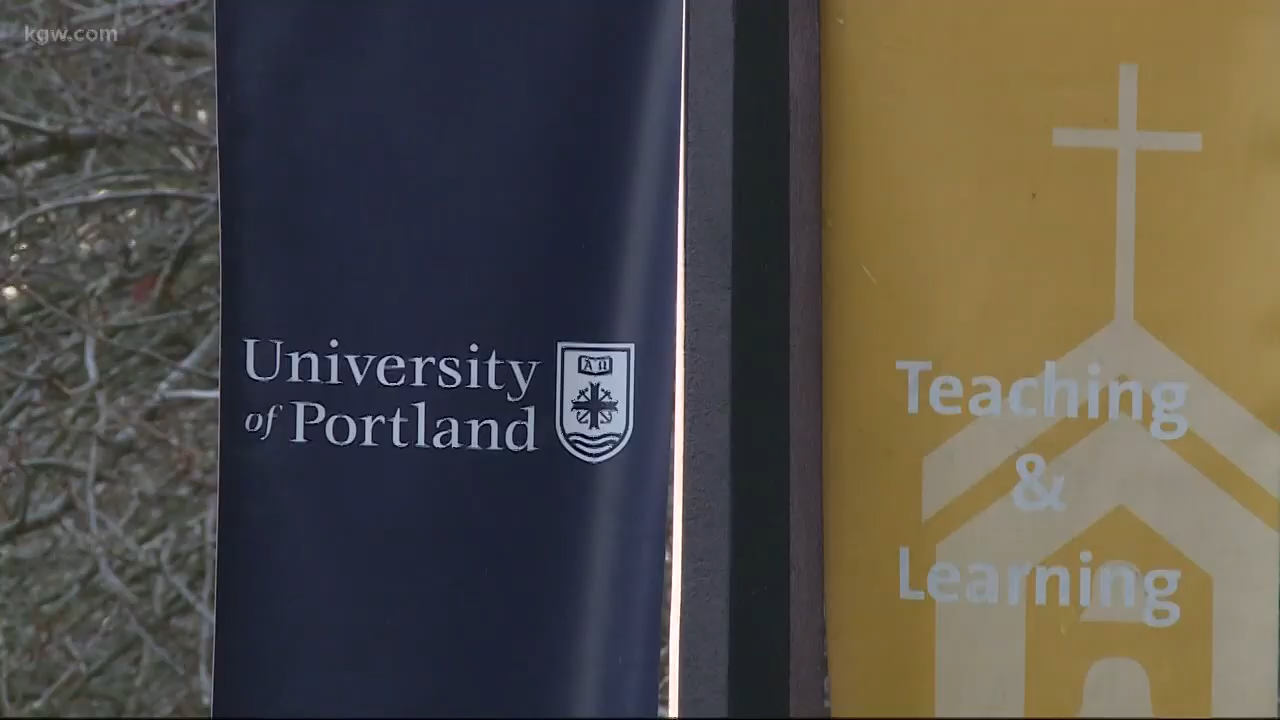 kgw.com
University
of Portland
A Ω
Teaching
&
Learning